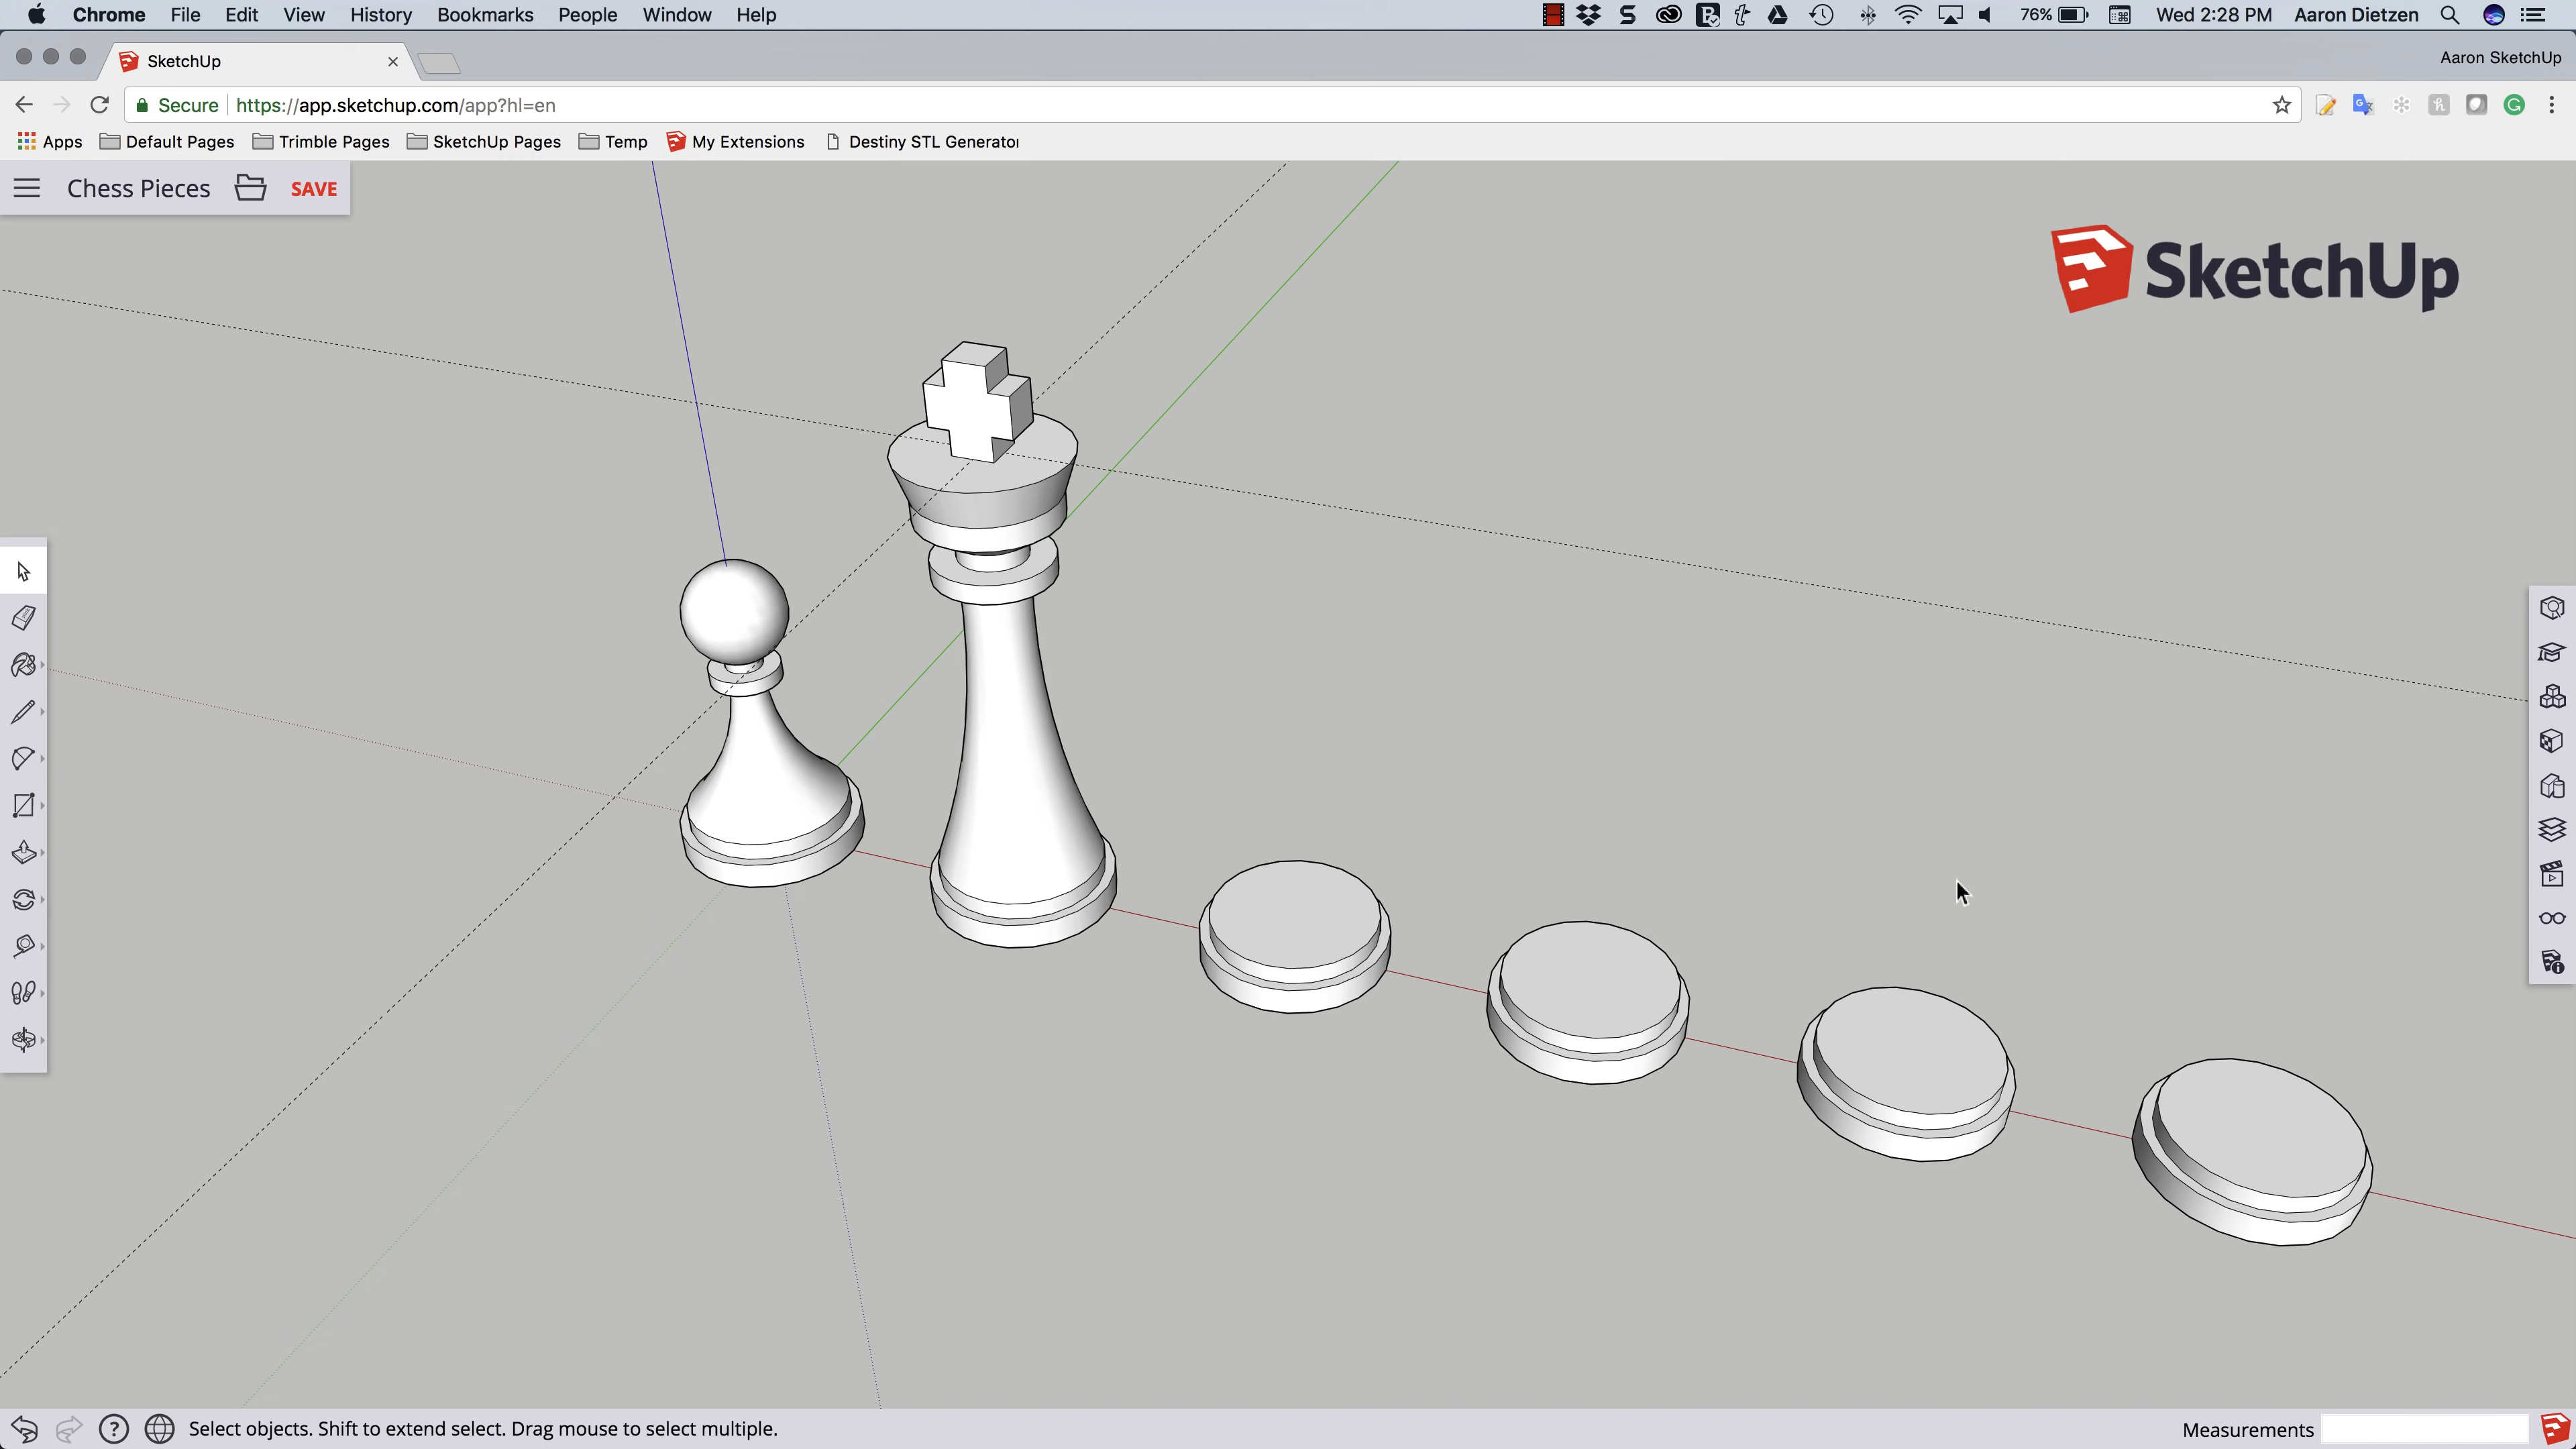 Chrome File Edit View History Bookmarks People Window Help 76% Wed 2:28 PM Aaron Dietzen
SketchUp Aaron SketchUp
Secure https://app.sketchup.com/app?hl=en
Apps Default Pages Trimble Pages SketchUp Pages Temp My Extensions Destiny STL Generator
Chess Pieces SAVE
SketchUp
Select objects. Shift to extend select. Drag mouse to select multiple. Measurements